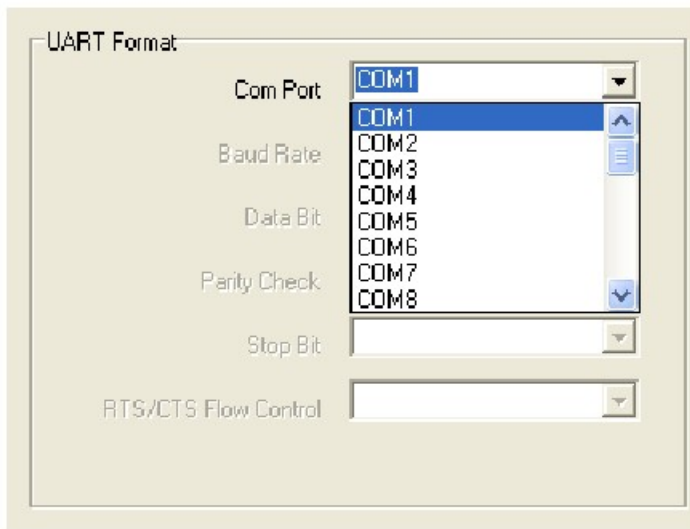 UART Format
Com Port COM1
COM1
COM2
Baud Rate
COM3
COM4
Data Bit
COM5
COM6
Parity Check
COM7
COM8
Stop Bit
RTS/CTS Flow Control